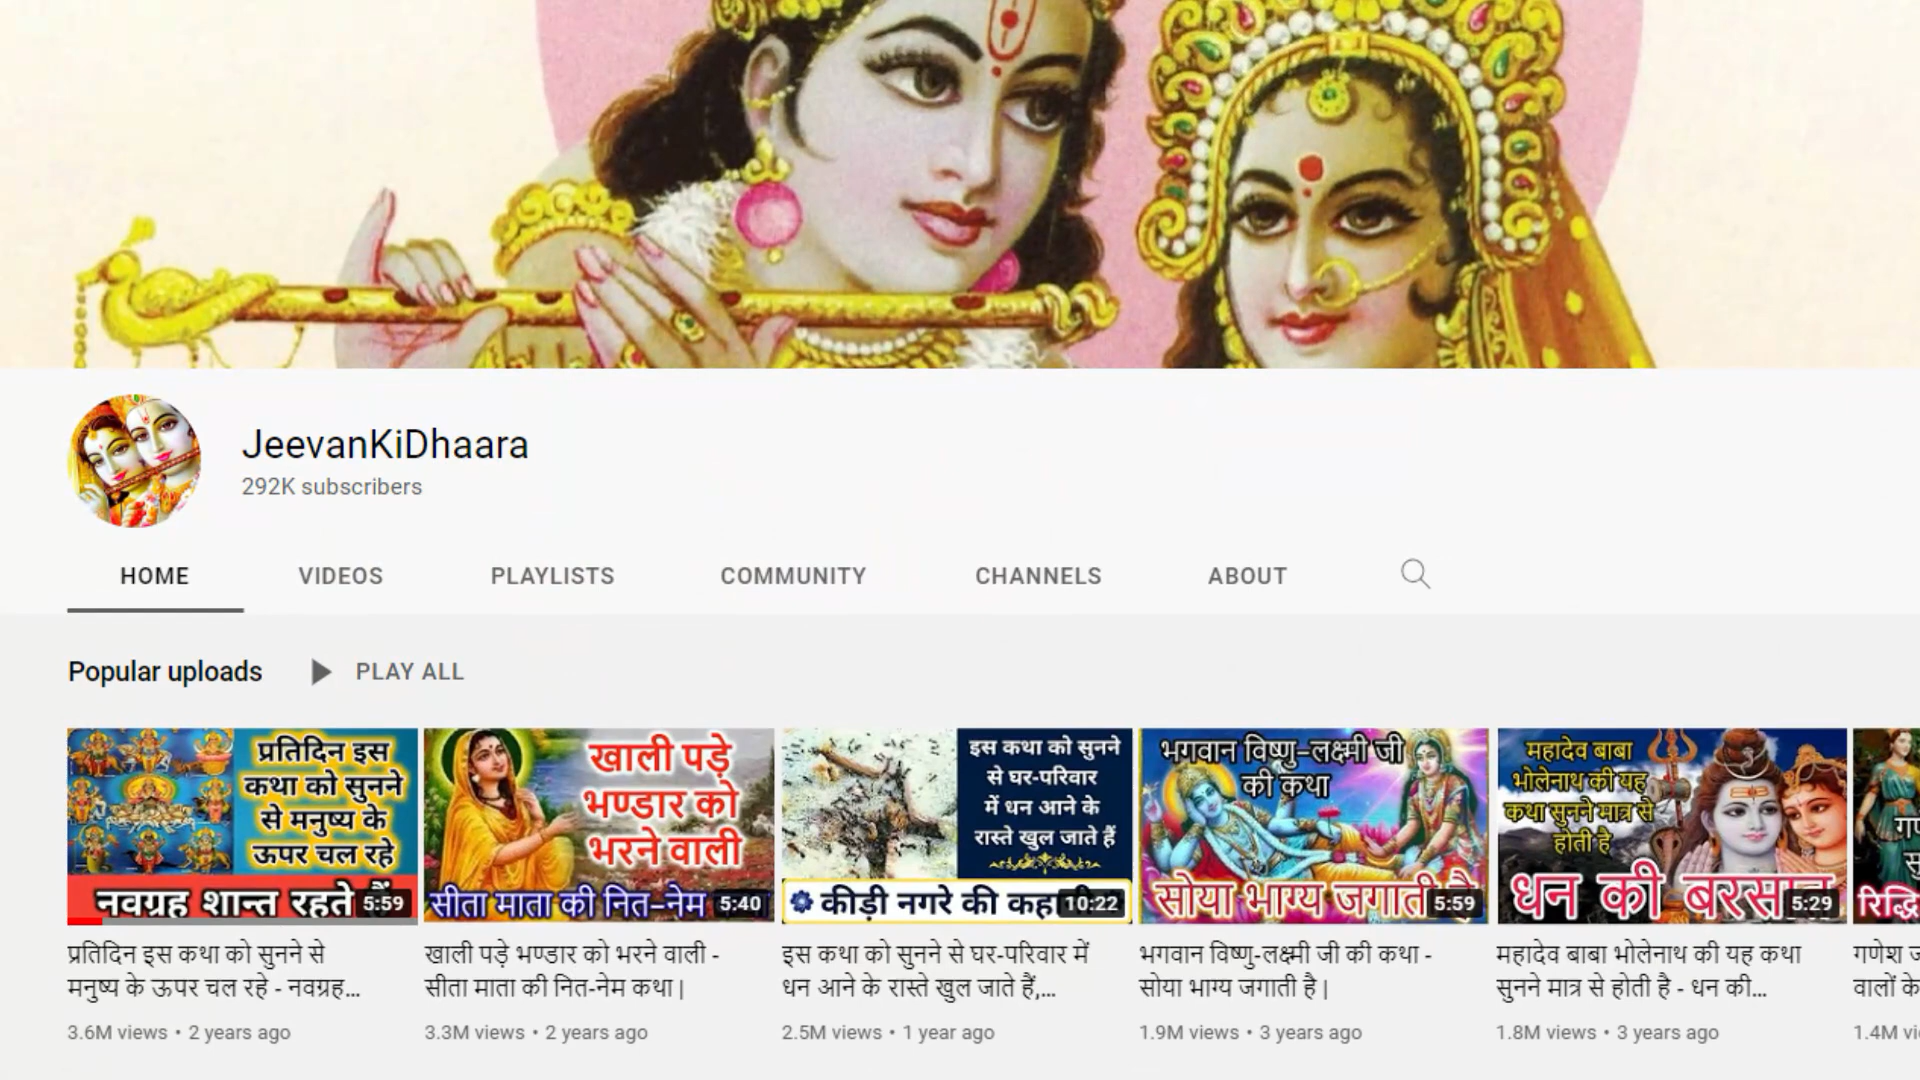 JeevanKiDhaara
292K subscribers
HOME VIDEOS PLAYLISTS COMMUNITY CHANNELS ABOUT
Popular uploads PLAY ALL
प्रतिदिन इस
कथा को सुनने
से मनुष्य के
ऊपर चल रहे
नवग्रह शान्त रहते हैं
5:59
खाली पड़े
भण्डार को
भरने वाली
सीता माता की नित-नेम
5:40
इस कथा को सुनने
से घर-परिवार
में धन आने के
रास्ते खुल जाते हैं
कीड़ी नगरे की
10:22
भगवान विष्णु-लक्ष्मी जी
की कथा
सोया भाग्य जगाती है
5:59
महादेव बाबा
भोलेनाथ की यह
कथा सुनने मात्र से
होती है
धन की बरसात
5:29
प्रतिदिन इस कथा को सुनने से
मनुष्य के ऊपर चल रहे - नवग्रह...
3.6M views • 2 years ago
खाली पड़े भण्डार को भरने वाली -
सीता माता की नित-नेम कथा |
3.3M views • 2 years ago
इस कथा को सुनने से घर-परिवार में
धन आने के रास्ते खुल जाते हैं,...
2.5M views • 1 year ago
भगवान विष्णु-लक्ष्मी जी की कथा -
सोया भाग्य जगाती है |
1.9M views • 3 years ago
महादेव बाबा भोलेनाथ की यह कथा
सुनने मात्र से होती है - धन की...
1.8M views • 3 years ago
गणेश
वालों के
1.4M